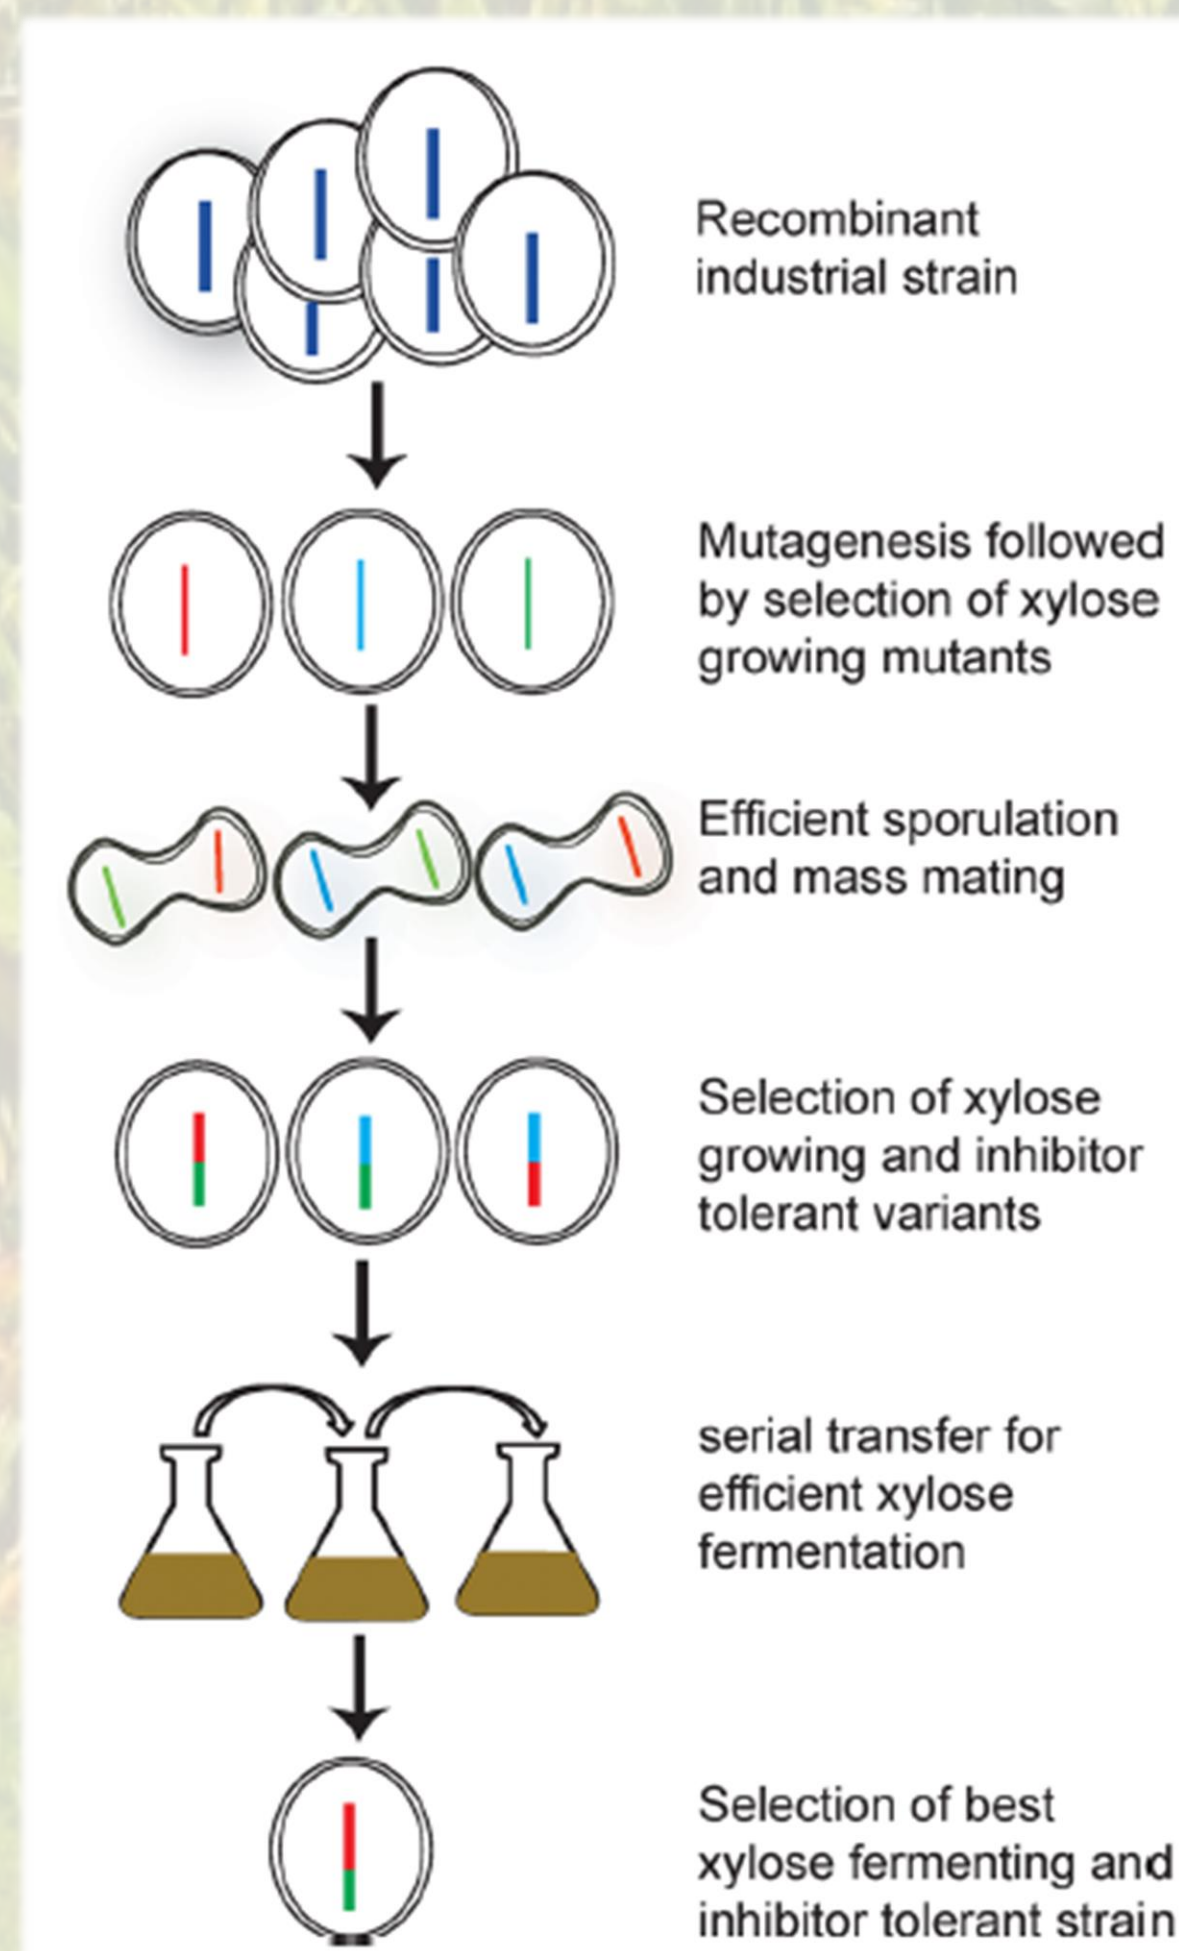 Recombinant
industrial strain
Mutagenesis followed
by selection of xylose
growing mutants
Efficient sporulation
and mass mating
Selection of xylose
growing and inhibitor
tolerant variants
serial transfer for
efficient xylose
fermentation
Selection of best
xylose fermenting and
inhibitor tolerant strain